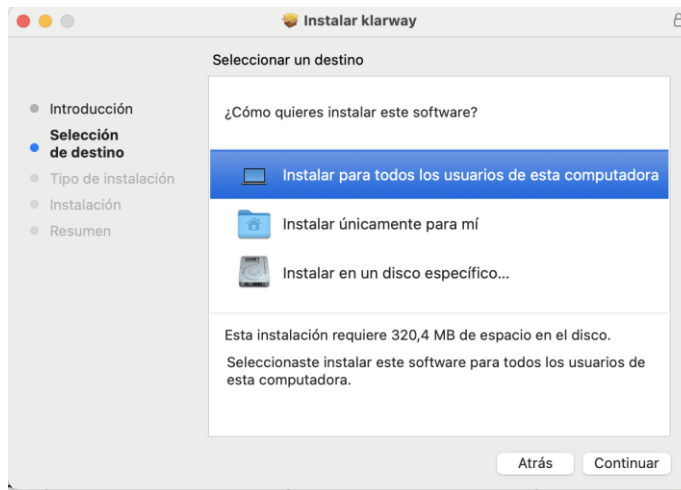 Instalar klarway
Seleccionar un destino
Introducción
Selección
de destino
Tipo de instalación
Instalación
Resumen
¿Cómo quieres instalar este software?
Instalar para todos los usuarios de esta computadora
Instalar únicamente para mí
Instalar en un disco específico...
Esta instalación requiere 320,4 MB de espacio en el disco.
Seleccionaste instalar este software para todos los usuarios de
esta computadora.
Atrás
Continuar